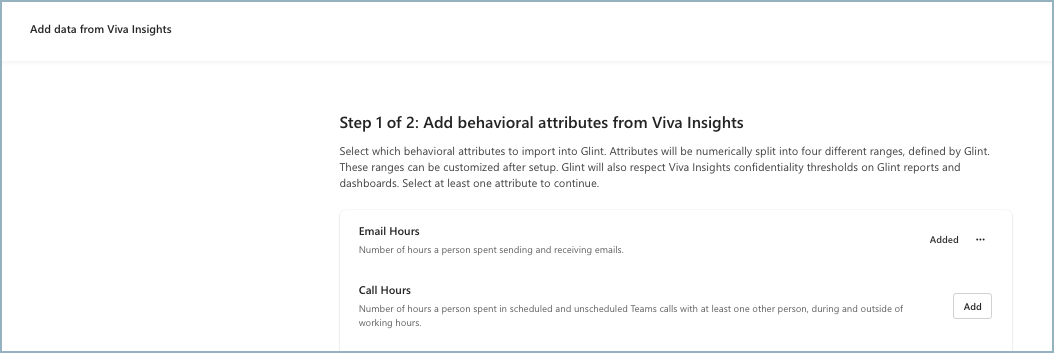 Add data from Viva Insights
Step 1 of 2: Add behavioral attributes from Viva Insights
Select which behavioral attributes to import into Glint. Attributes will be numerically split into four different ranges, defined by Glint.
These ranges can be customized after setup. Glint will also respect Viva Insights confidentiality thresholds on Glint reports and
dashboards. Select at least one attribute to continue.
Email Hours
Number of hours a person spent sending and receiving emails.
Added ···
Call Hours
Number of hours a person spent in scheduled and unscheduled Teams calls with at least one other person, during and outside of
working hours.
Add